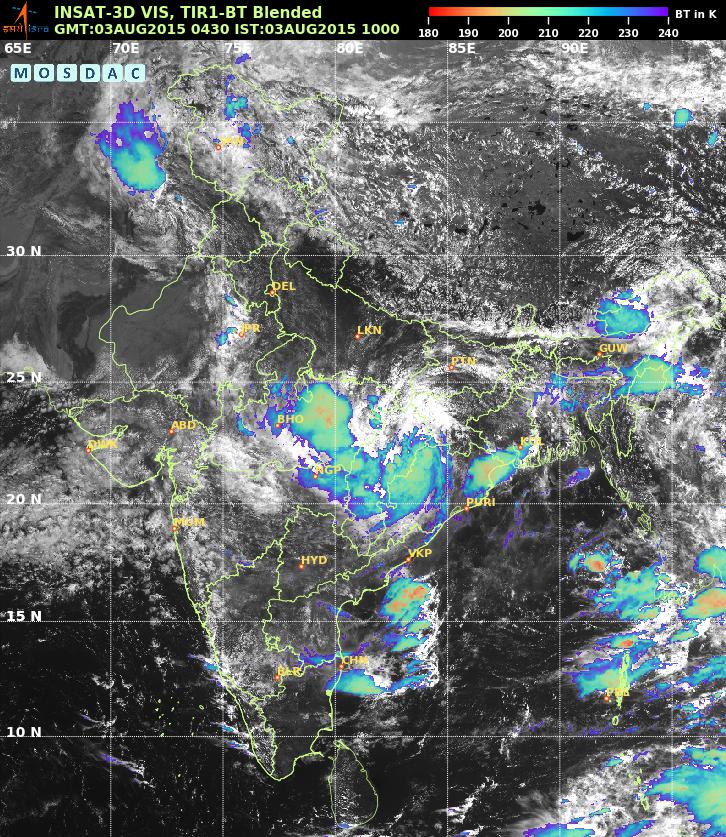 INSAT-3D VIS, TIR1-BT Blended
GMT:03AUG2015 0430 IST:03AUG2015 1000
BT in K
180 190 200 210 220 230 240
65E 70E 75E 80E 85E 90E
MOSDAC
30 N
DEL
JPR
LKN
GUW
PTN
25 N
BHO
ABD
DWK
KOL
NGP
20 N
PURI
MUM
VKP
HYD
15 N
CHN
BLR
PBL
10 N